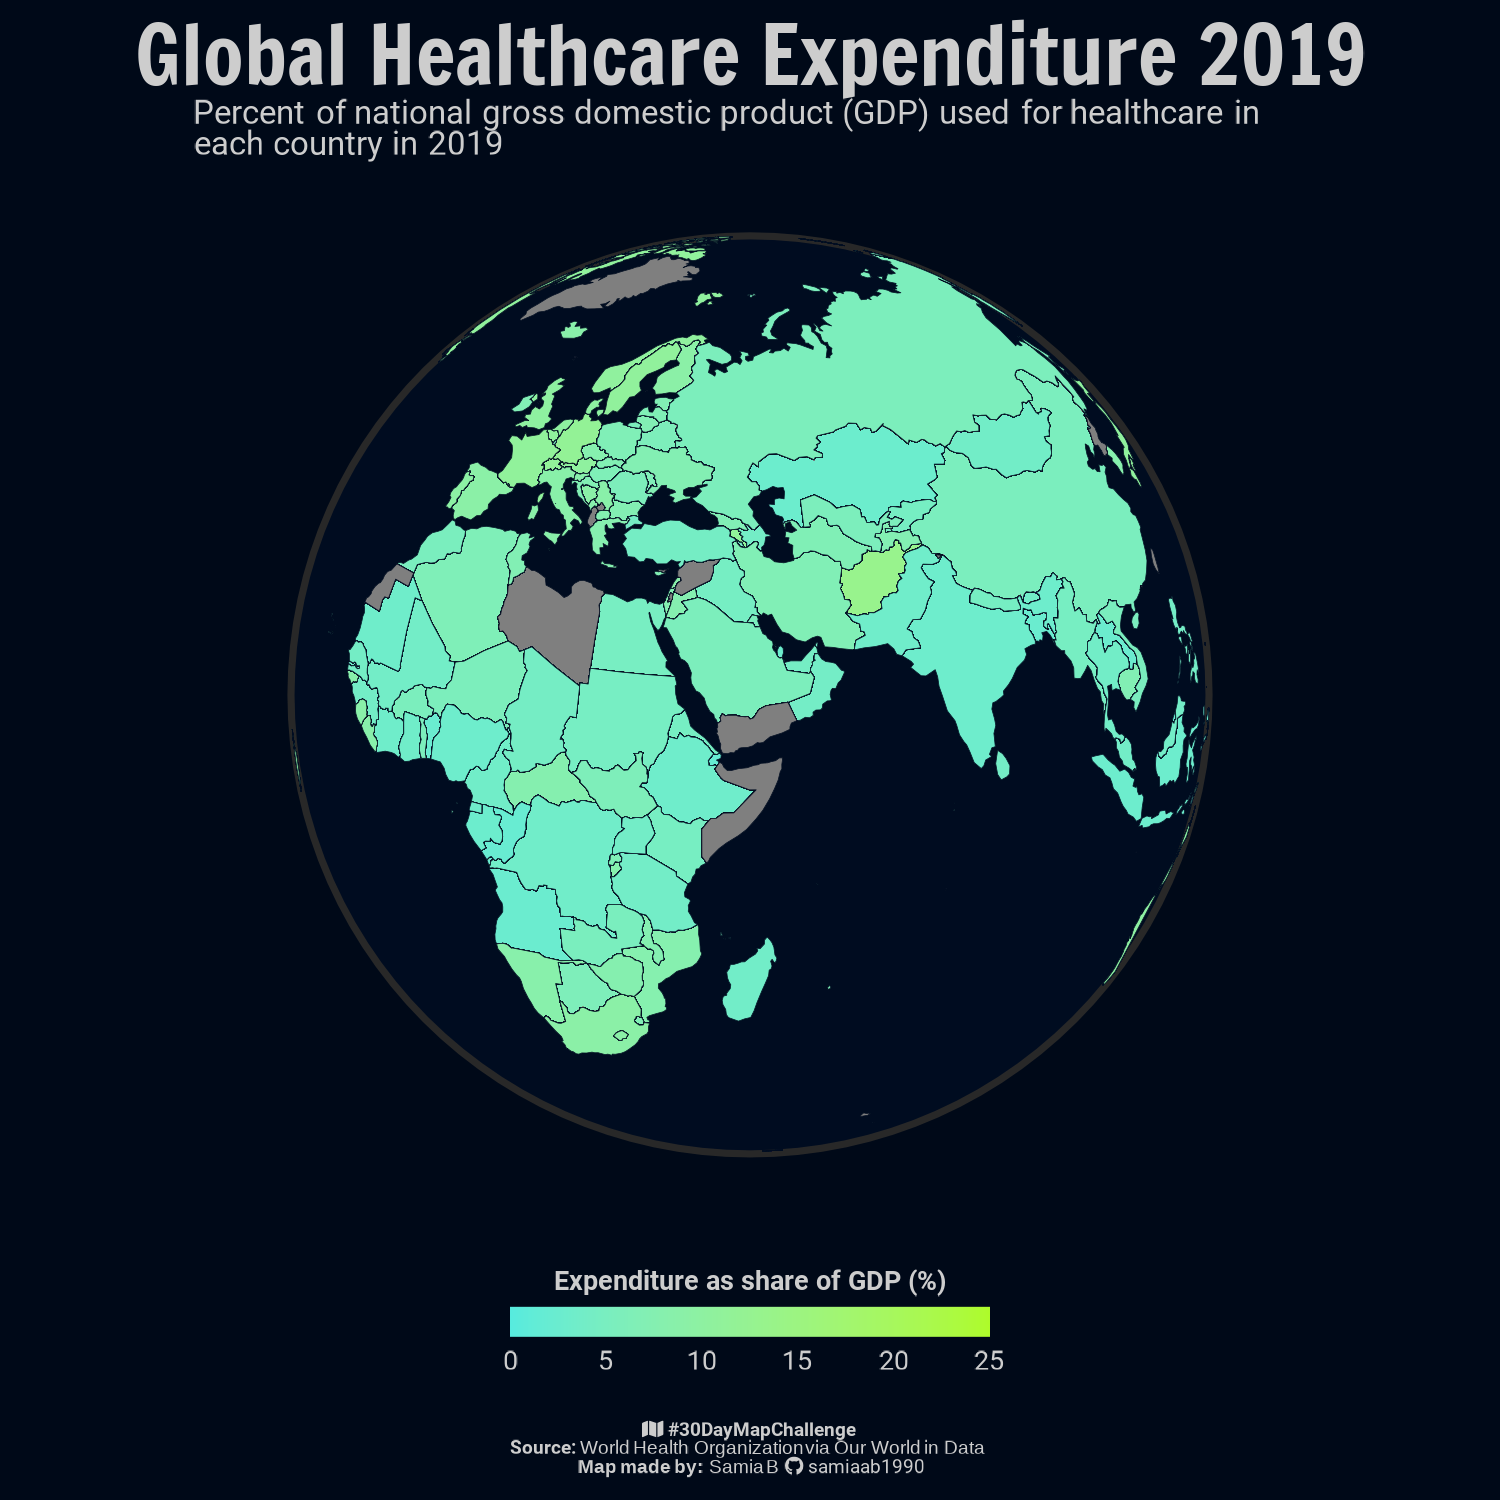 Global Healthcare Expenditure 2019
Percent of national gross domestic product (GDP) used for healthcare in
each country in 2019
Expenditure as share of GDP (%)
0 5 10 15 20 25
#30DayMapChallenge
Source: World Health Organization via Our World in Data
Map made by: Samia B samiaab1990